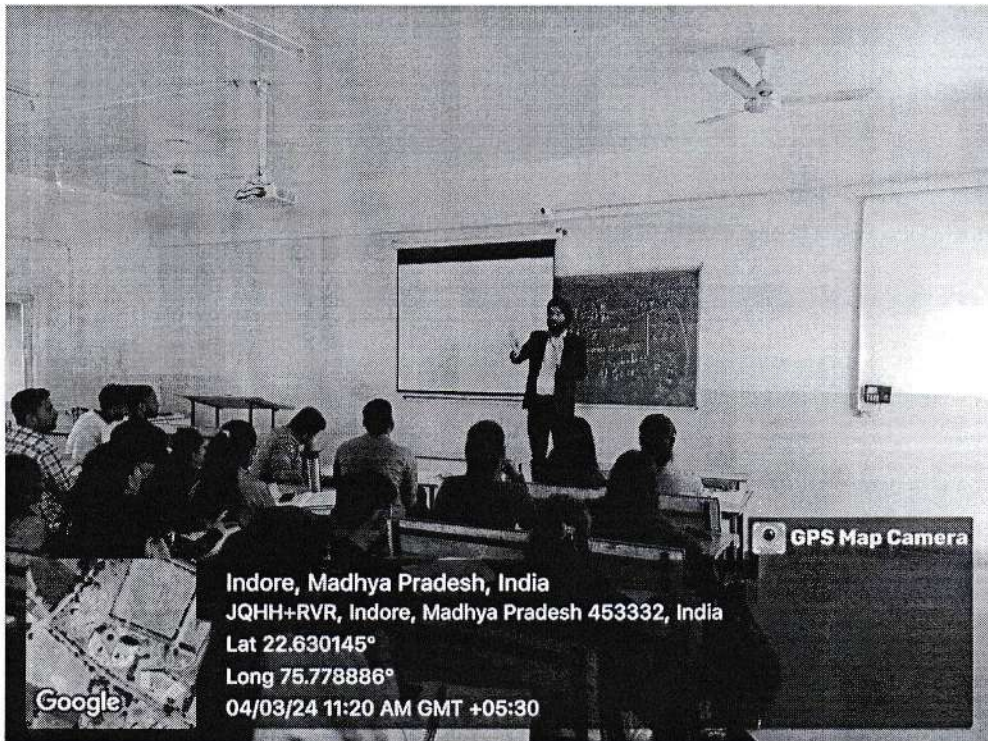 GPS Map Camera
Indore, Madhya Pradesh, India
JQHH+RVR, Indore, Madhya Pradesh 453332, India
Lat 22.630145°
Long 75.778886°
04/03/24 11:20 AM GMT +05:30
Google